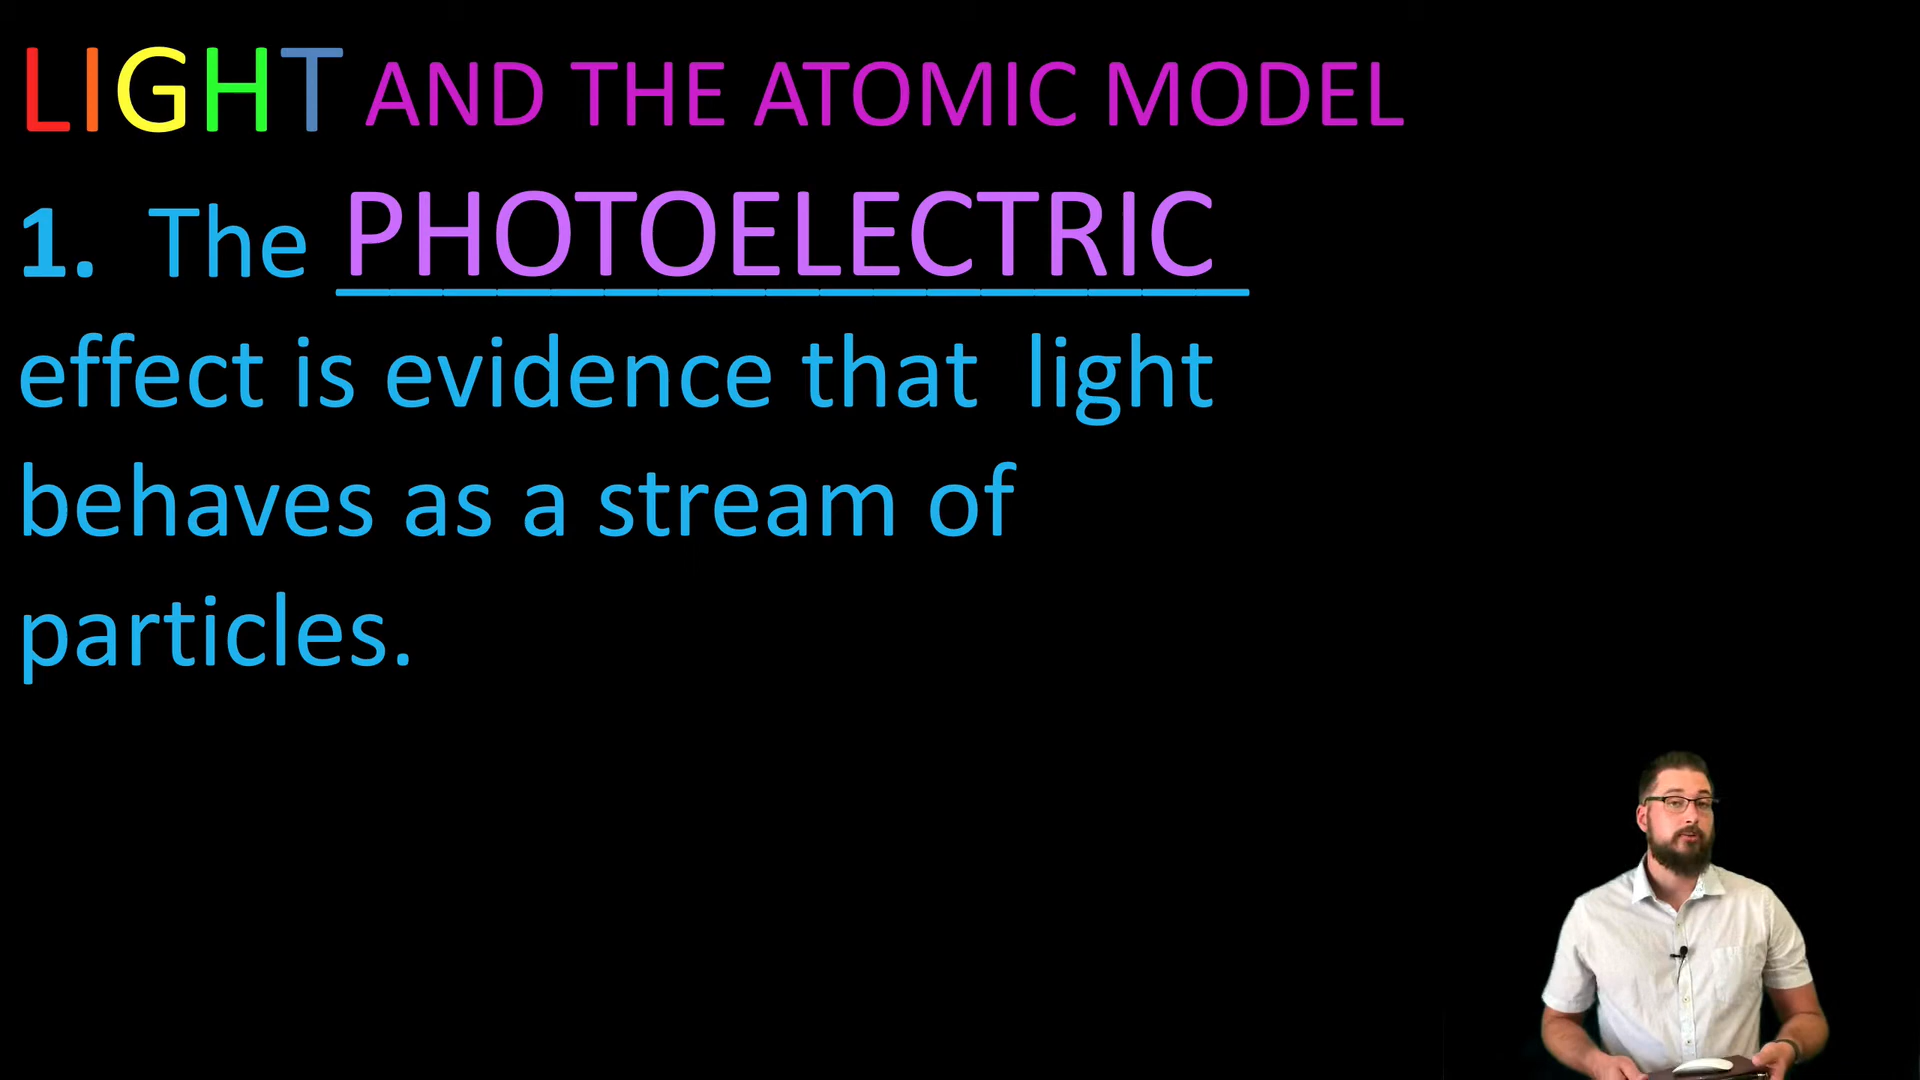 LIGHT AND THE ATOMIC MODEL
1. The PHOTOELECTRIC
effect is evidence that light
behaves as a stream of
particles.